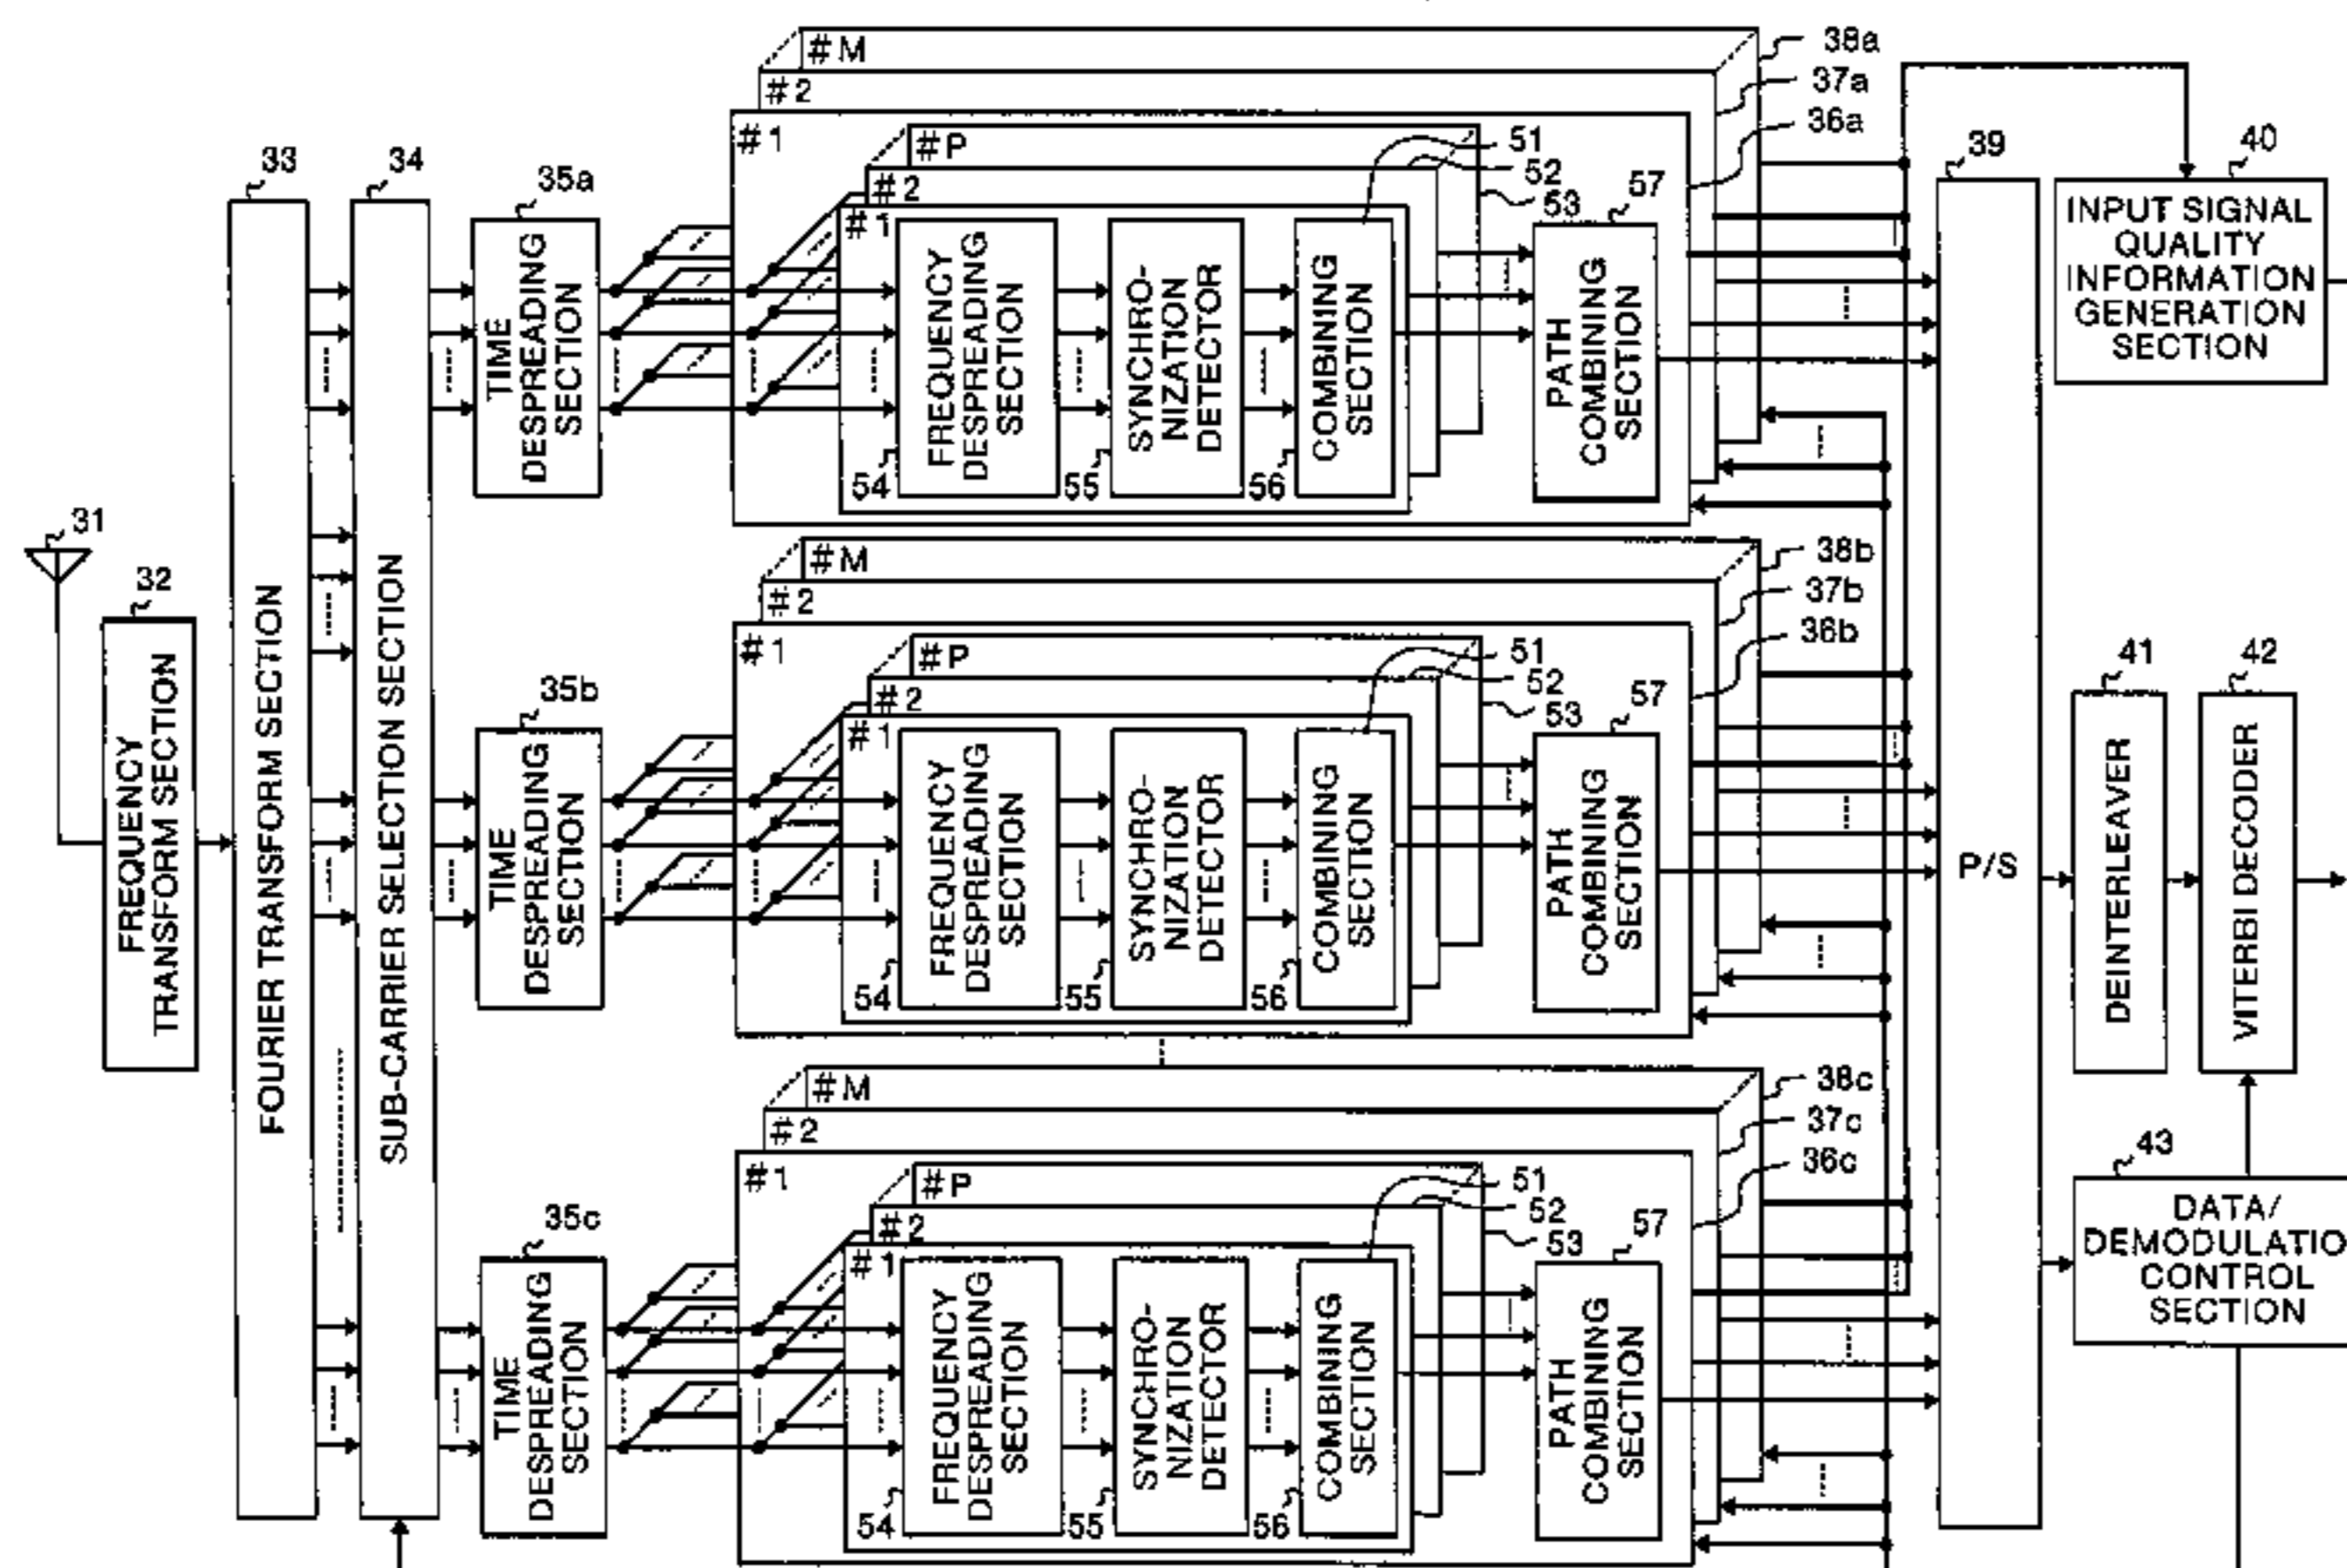 #M
38a
#2
37a
#1
36a
#P
51
#2
52
#1
53
57
33
34
35a
39
40
FOURIER TRANSFORM SECTION
SUB-CARRIER SELECTION SECTION
TIME
DESPREADING
SECTION
FREQUENCY
DESPREADING
SECTION
SYNCHRO-
NIZATION
DETECTOR
COMBINING
SECTION
PATH
COMBINING
SECTION
54
55
56
INPUT SIGNAL
QUALITY
INFORMATION
GENERATION
SECTION
31
32
FREQUENCY
TRANSFORM SECTION
#M
38b
#2
37b
#1
36b
#P
51
#2
52
#1
53
57
35b
TIME
DESPREADING
SECTION
FREQUENCY
DESPREADING
SECTION
SYNCHRO-
NIZATION
DETECTOR
COMBINING
SECTION
PATH
COMBINING
SECTION
54
55
56
P/S
41
DEINTERLEAVER
42
VITERBI DECODER
#M
38c
#2
37c
#1
36c
#P
51
#2
52
#1
53
57
35c
TIME
DESPREADING
SECTION
FREQUENCY
DESPREADING
SECTION
SYNCHRO-
NIZATION
DETECTOR
COMBINING
SECTION
PATH
COMBINING
SECTION
54
55
56
43
DATA/
DEMODULATIO
CONTROL
SECTION